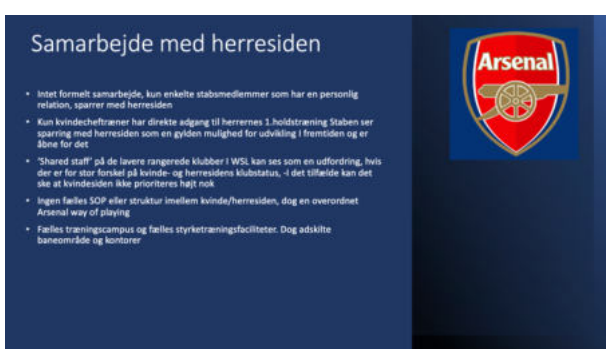 Samarbejde med herresiden
Arsenal
• Intet formelt samarbejde, kun enkelte stabsmedlemmer som har en personlig
relation, sparrer med herresiden
• Kun kvindecheftræner har direkte adgang til herrernes 1.holdstræning Staben ser
sparring med herresiden som en gylden mulighed for udvikling I fremtiden og er
åbne for det
• 'Shared staff' på de lavere rangerede klubber I WSL kan ses som en udfordring, hvis
der er for stor forskel på kvinde- og herresidens klubstatus, -I det tilfælde kan det
ske at kvindesiden ikke prioriteres højt nok
• Ingen fælles SOP eller struktur imellem kvinde/herresiden, dog en overordnet
Arsenal way of playing
• Fælles træningscampus og fælles styrketræningsfaciliteter. Dog adskilte
baneområde og kontorer